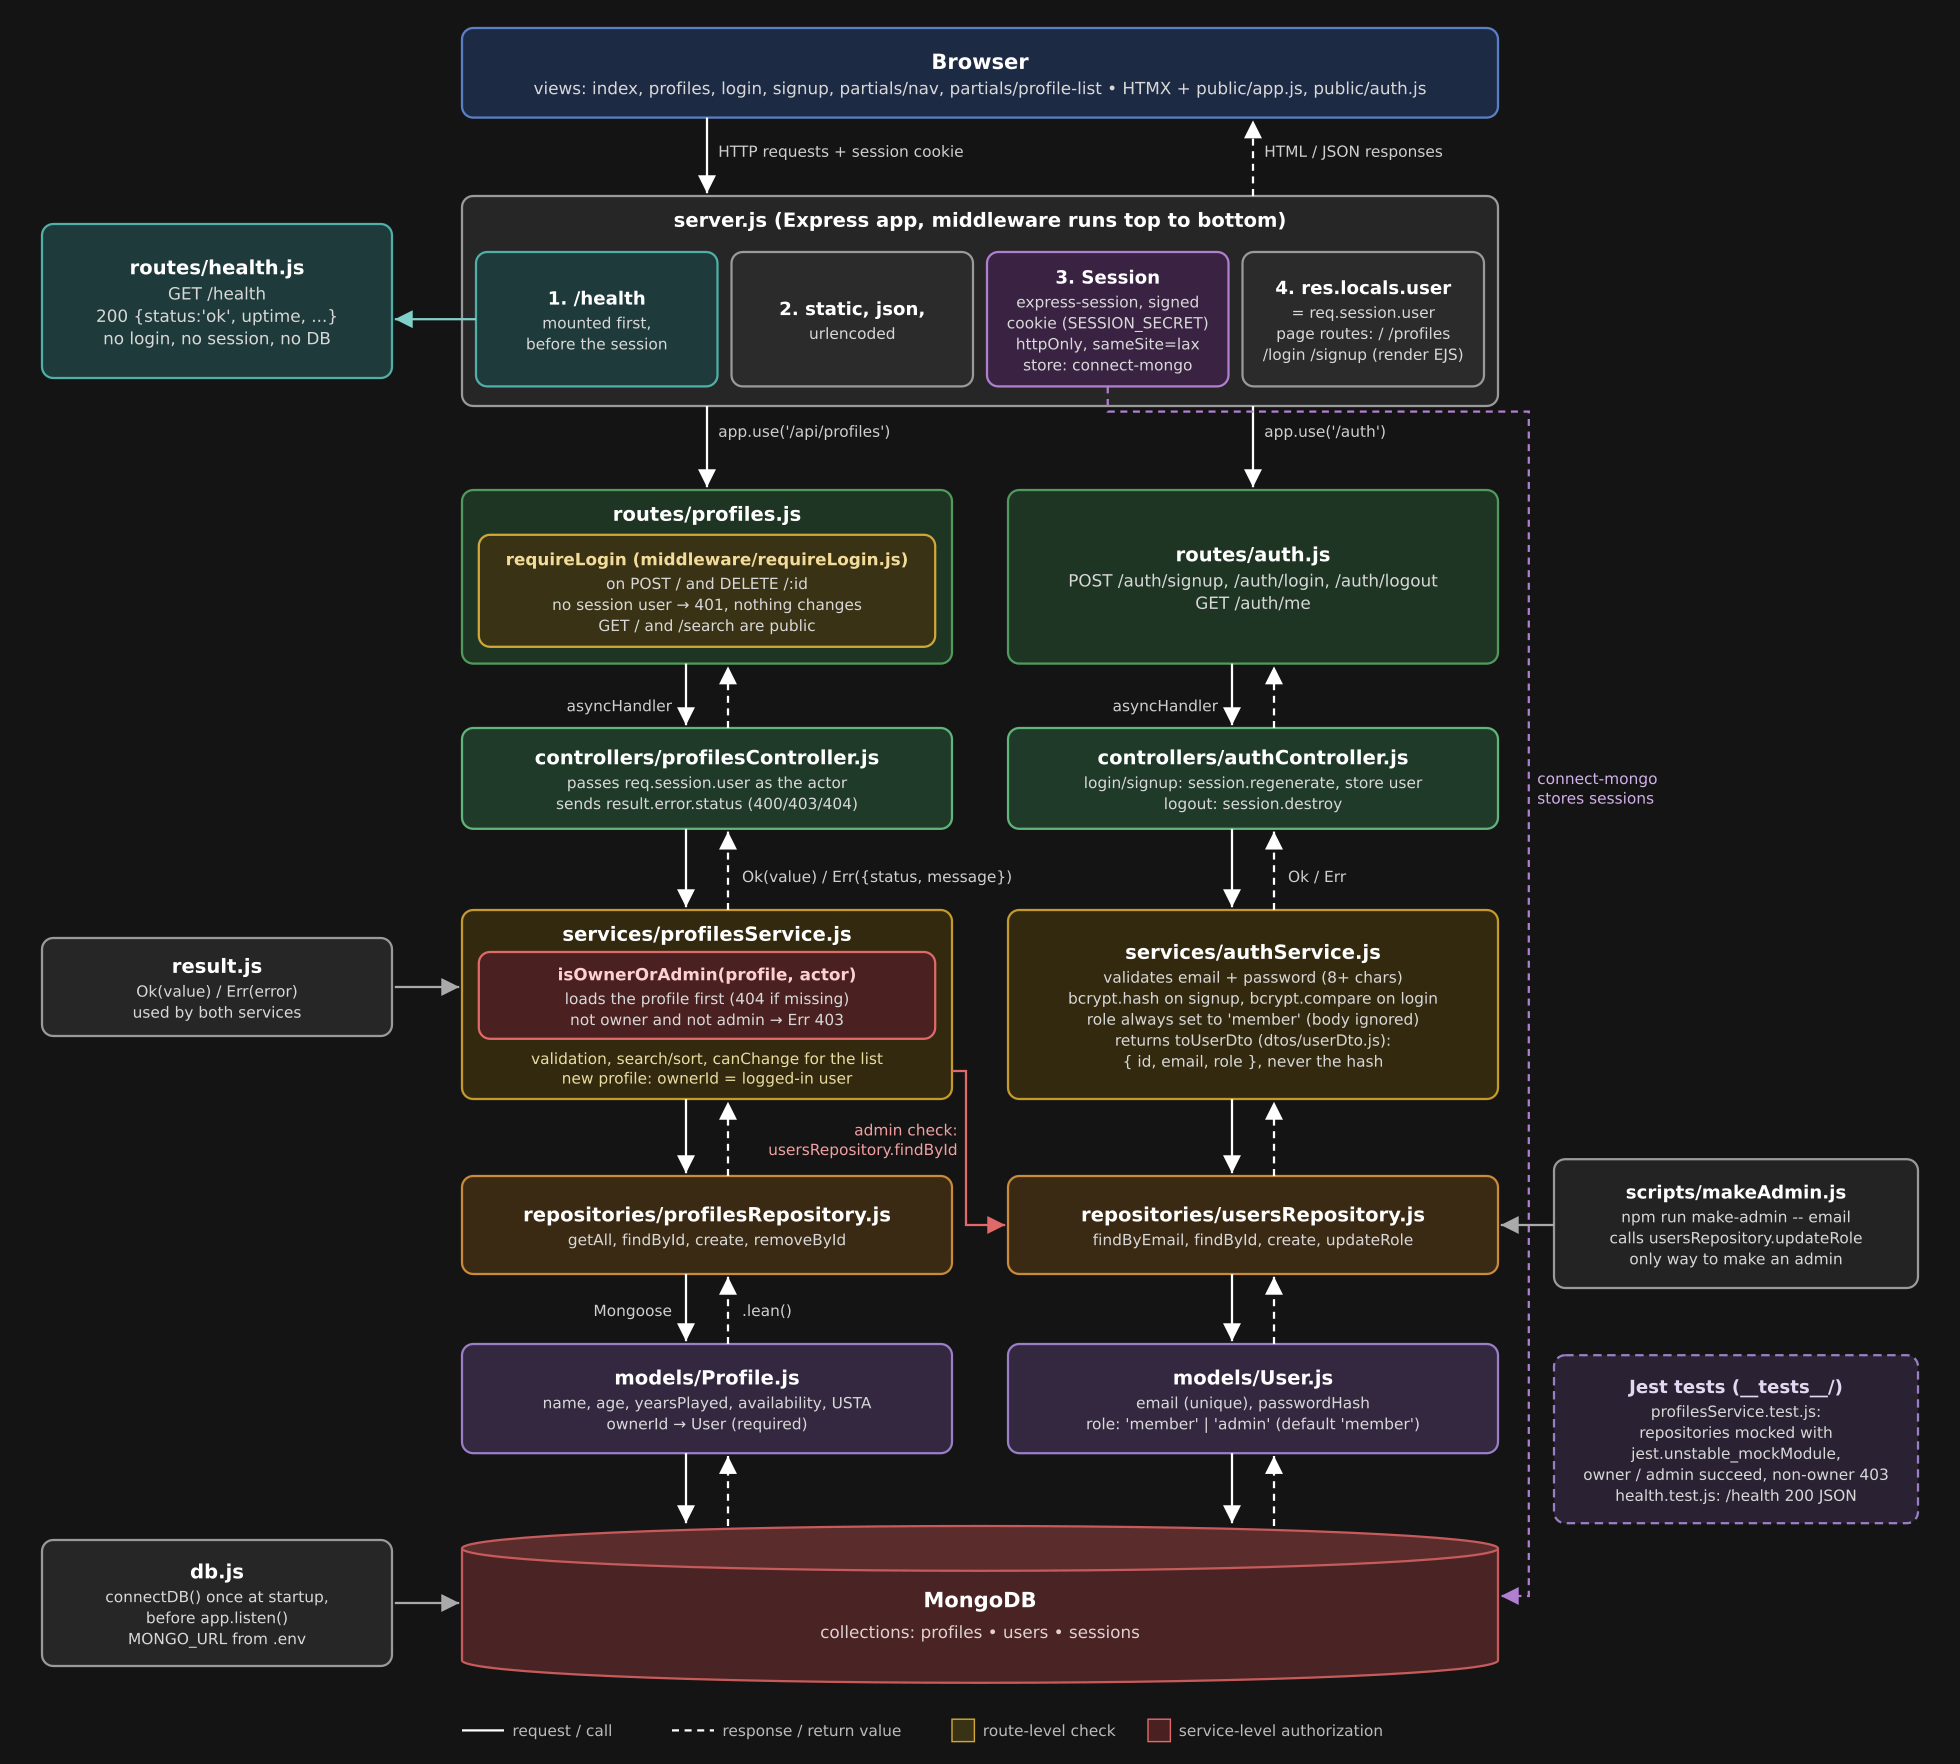 Browser
views: index, profiles, login, signup, partials/nav, partials/profile-list • HTMX + public/app.js, public/auth.js
HTTP requests + session cookie
HTML / JSON responses
server.js (Express app, middleware runs top to bottom)
routes/health.js
GET /health
200 {status:'ok', uptime, ...}
no login, no session, no DB
1. /health
mounted first,
before the session
2. static, json,
urlencoded
3. Session
express-session, signed
cookie (SESSION_SECRET)
httpOnly, sameSite=lax
store: connect-mongo
4. res.locals.user
= req.session.user
page routes: / /profiles
/login /signup (render EJS)
app.use('/api/profiles')
app.use('/auth')
routes/profiles.js
requireLogin (middleware/requireLogin.js)
on POST / and DELETE /:id
no session user → 401, nothing changes
GET / and /search are public
routes/auth.js
POST /auth/signup, /auth/login, /auth/logout
GET /auth/me
asyncHandler
asyncHandler
controllers/profilesController.js
passes req.session.user as the actor
sends result.error.status (400/403/404)
controllers/authController.js
login/signup: session.regenerate, store user
logout: session.destroy
connect-mongo
stores sessions
Ok(value) / Err({status, message})
Ok / Err
result.js
Ok(value) / Err(error)
used by both services
services/profilesService.js
isOwnerOrAdmin(profile, actor)
loads the profile first (404 if missing)
not owner and not admin → Err 403
validation, search/sort, canChange for the list
new profile: ownerId = logged-in user
services/authService.js
validates email + password (8+ chars)
bcrypt.hash on signup, bcrypt.compare on login
role always set to 'member' (body ignored)
returns toUserDto (dtos/userDto.js):
{ id, email, role }, never the hash
admin check:
usersRepository.findById
repositories/profilesRepository.js
getAll, findById, create, removeById
repositories/usersRepository.js
findByEmail, findById, create, updateRole
scripts/makeAdmin.js
npm run make-admin -- email
calls usersRepository.updateRole
only way to make an admin
Mongoose
.lean()
models/Profile.js
name, age, yearsPlayed, availability, USTA
ownerId → User (required)
models/User.js
email (unique), passwordHash
role: 'member' | 'admin' (default 'member')
Jest tests (__tests__/)
profilesService.test.js:
repositories mocked with
jest.unstable_mockModule,
owner / admin succeed, non-owner 403
health.test.js: /health 200 JSON
db.js
connectDB() once at startup,
before app.listen()
MONGO_URL from .env
MongoDB
collections: profiles • users • sessions
request / call
response / return value
route-level check
service-level authorization